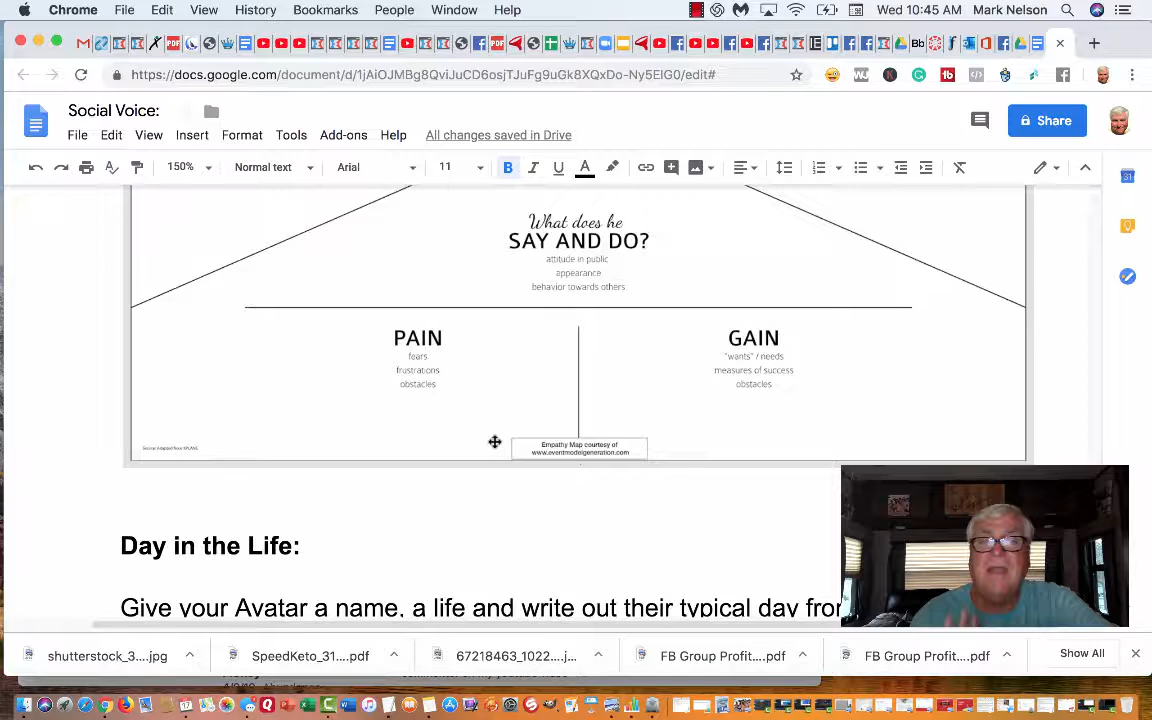 Chrome File Edit View History Bookmarks People Window Help Wed 10:45 AM Mark Nelson
https://docs.google.com/document/d/1jAiOJMBg8QviJuCD6osjTJuFg9uGk8XQxDo-Ny5ElG0/edit#
Social Voice:
File Edit View Insert Format Tools Add-ons Help All changes saved in Drive
Share
150% Normal text Arial 11 B I U A
What does he
SAY AND DO?
attitude in public
appearance
behavior towards others
PAIN
fears
frustrations
obstacles
GAIN
"wants" / needs
measures of success
obstacles
Empathy Map courtesy of
www.eventmodelgeneration.com
Day in the Life:
Give your Avatar a name, a life and write out their typical day from
shutterstock_3....jpg SpeedKeto_31....pdf 67218463_1022....j... FB Group Profit....pdf FB Group Profit....pdf Show All